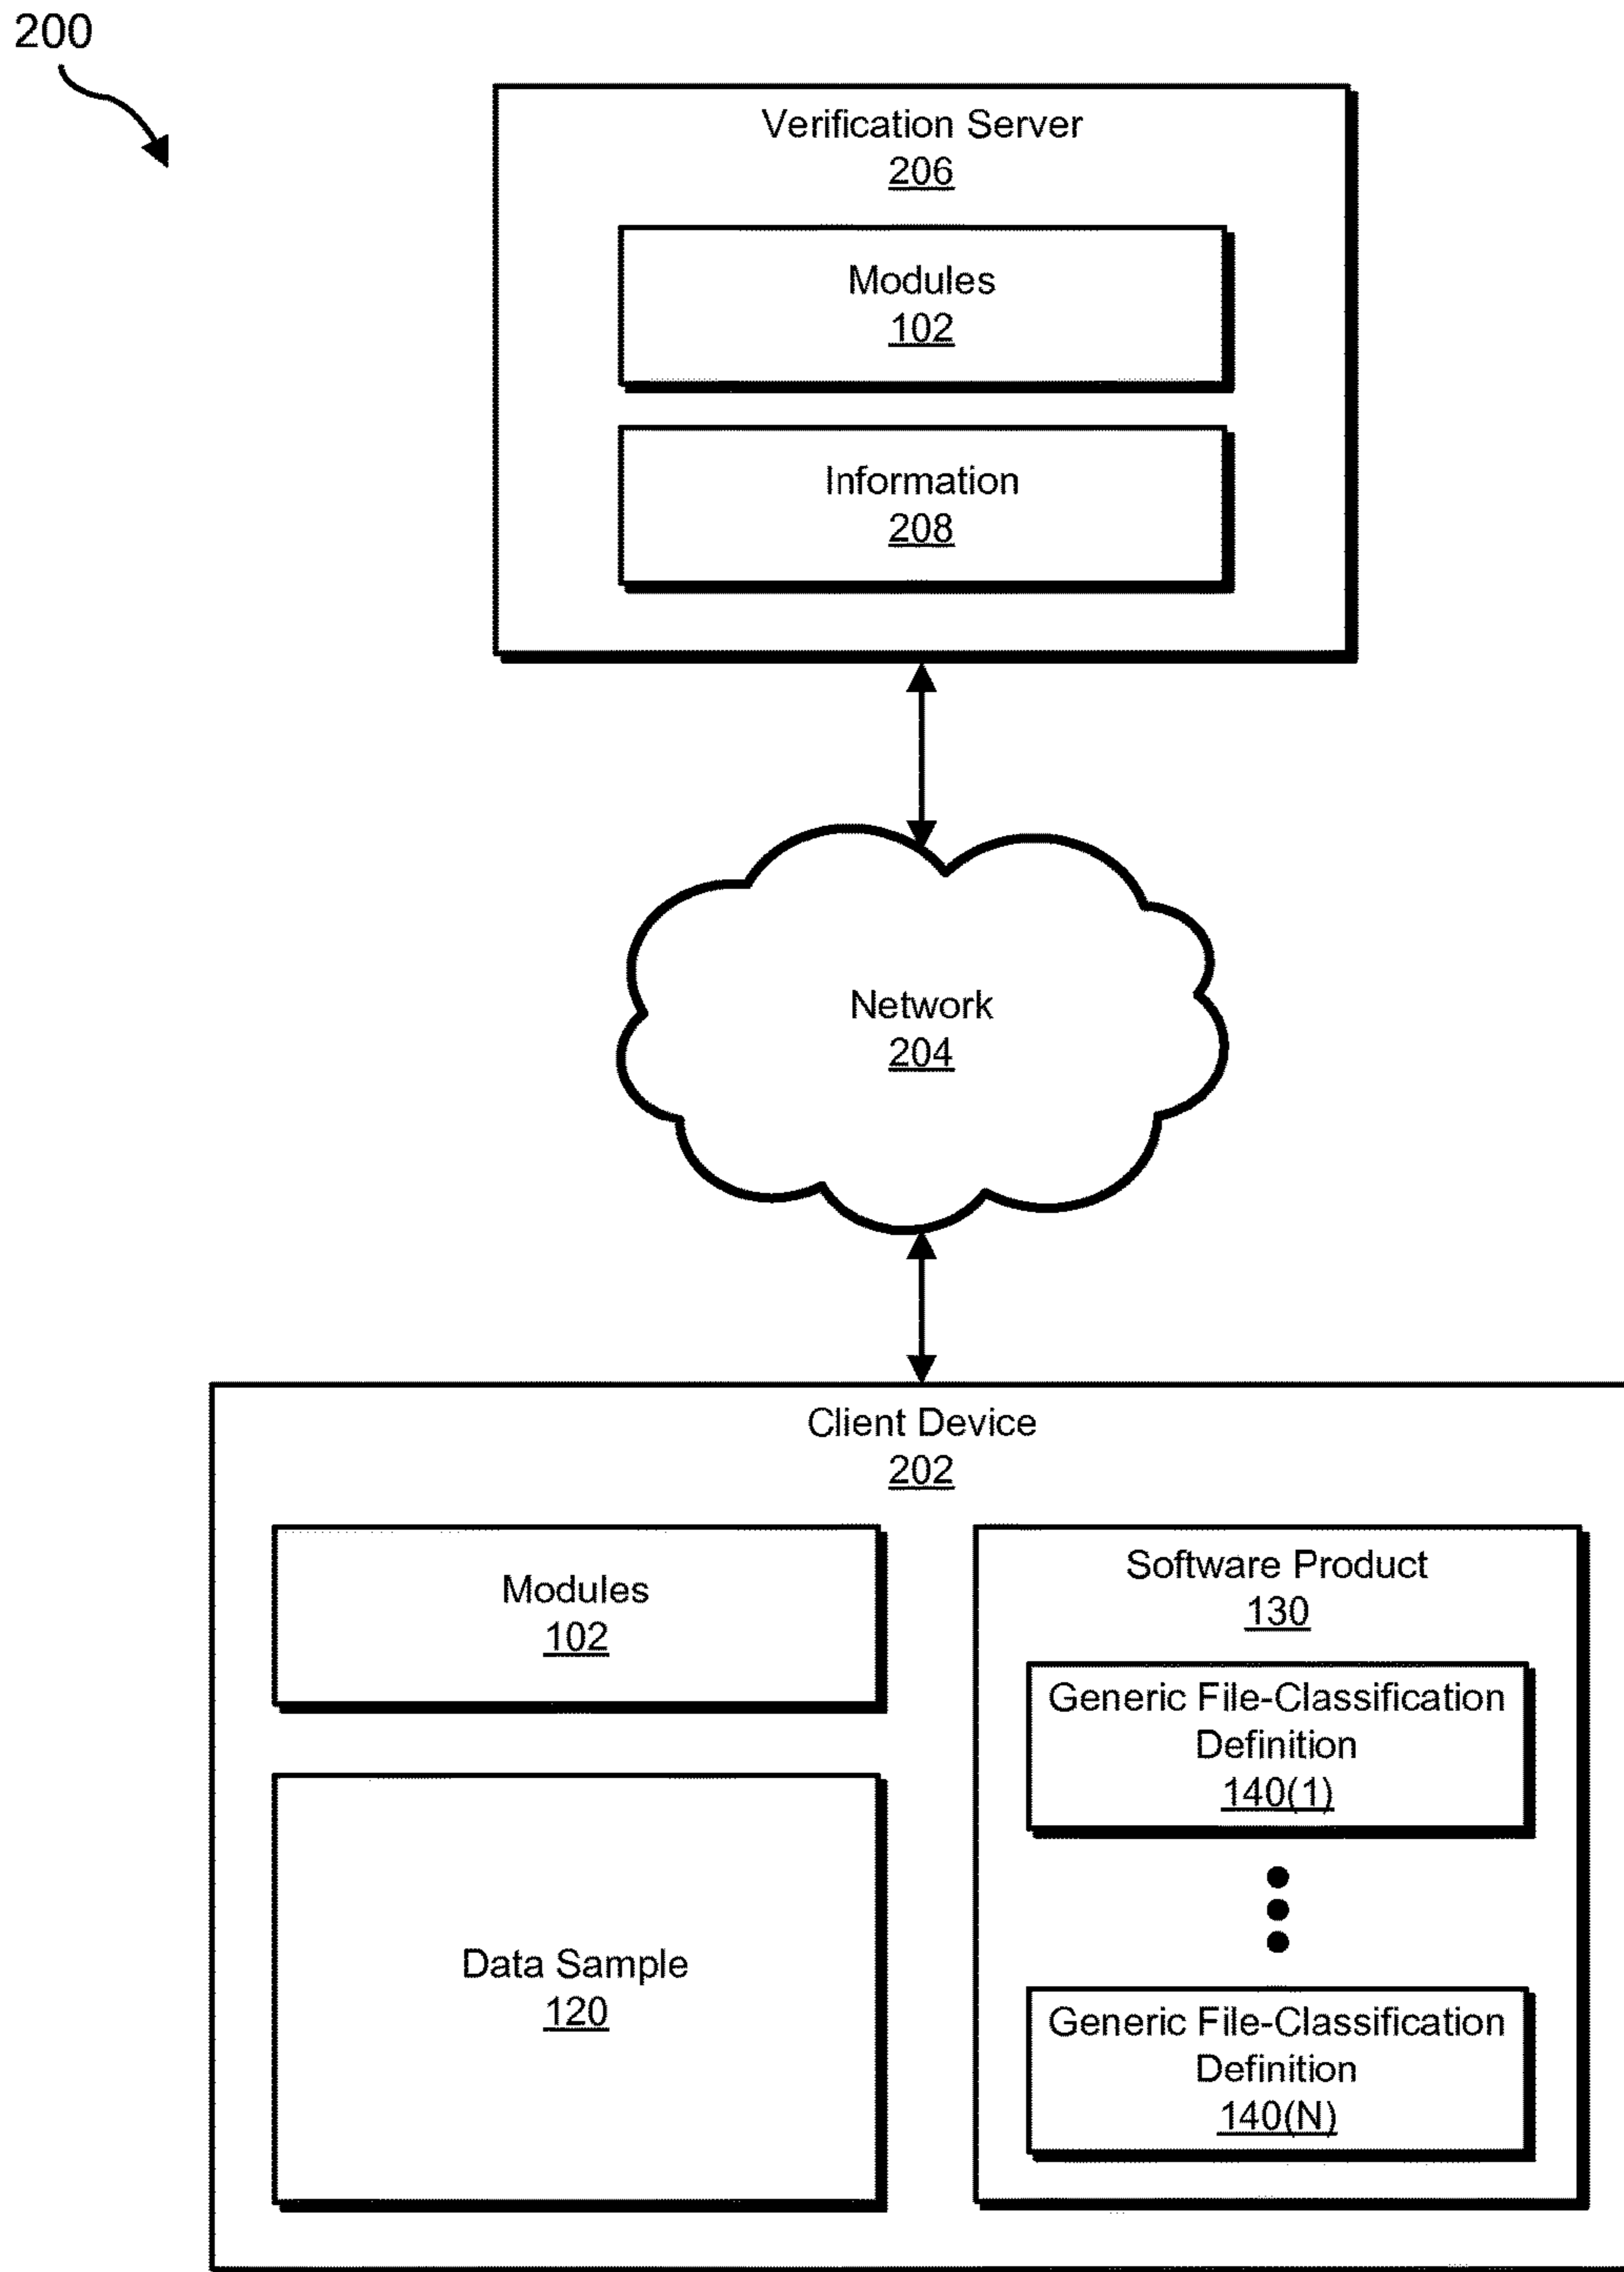 200
Verification Server
206
Modules
102
Information
208
Network
204
Client Device
202
Modules
102
Data Sample
120
Software Product
130
Generic File-Classification
Definition
140(1)
Generic File-Classification
Definition
140(N)